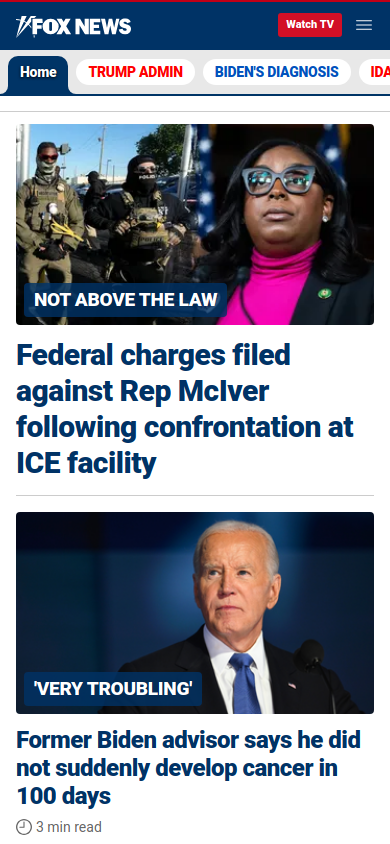 FOX NEWS
Watch TV
Home
TRUMP ADMIN
BIDEN'S DIAGNOSIS
IDA
NOT ABOVE THE LAW
Federal charges filed
against Rep McIver
following confrontation at
ICE facility
'VERY TROUBLING'
Former Biden advisor says he did
not suddenly develop cancer in
100 days
3 min read